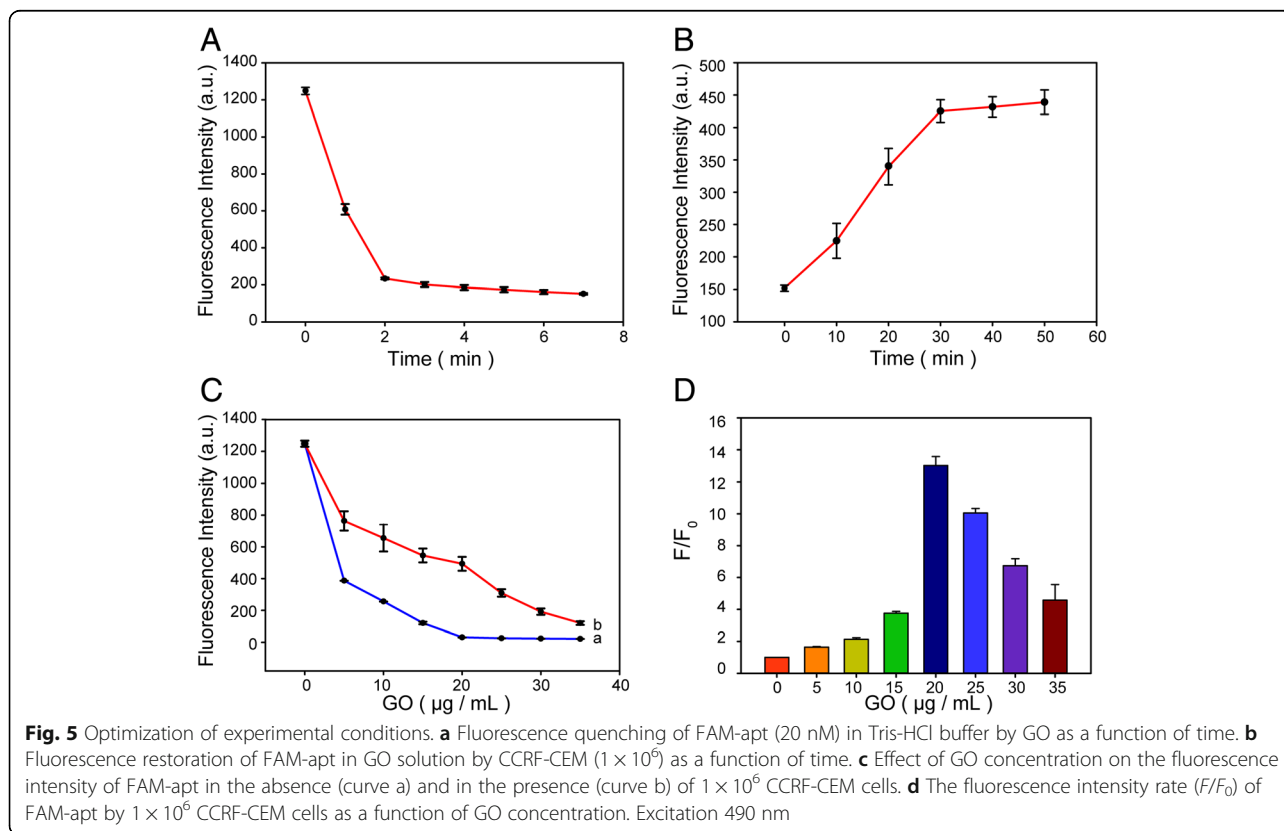 A
Fluorescence Intensity (a.u.)
1400
1200
1000
800
600
400
200
0
0 2 4 6 8
Time ( min )
B
Fluorescence Intensity (a.u.)
500
450
400
350
300
250
200
150
100
0 10 20 30 40 50 60
Time ( min )
C
Fluorescence Intensity (a.u.)
1400
1200
1000
800
600
400
200
0
b
a
0 10 20 30 40
GO ( µg / mL )
D
F/F0
16
14
12
10
8
6
4
2
0
0 5 10 15 20 25 30 35
GO ( µg / mL )
Fig. 5 Optimization of experimental conditions. a Fluorescence quenching of FAM-apt (20 nM) in Tris-HCl buffer by GO as a function of time. b
Fluorescence restoration of FAM-apt in GO solution by CCRF-CEM (1 × 10⁶) as a function of time. c Effect of GO concentration on the fluorescence
intensity of FAM-apt in the absence (curve a) and in the presence (curve b) of 1 × 10⁶ CCRF-CEM cells. d The fluorescence intensity rate (F/F₀) of
FAM-apt by 1 × 10⁶ CCRF-CEM cells as a function of GO concentration. Excitation 490 nm